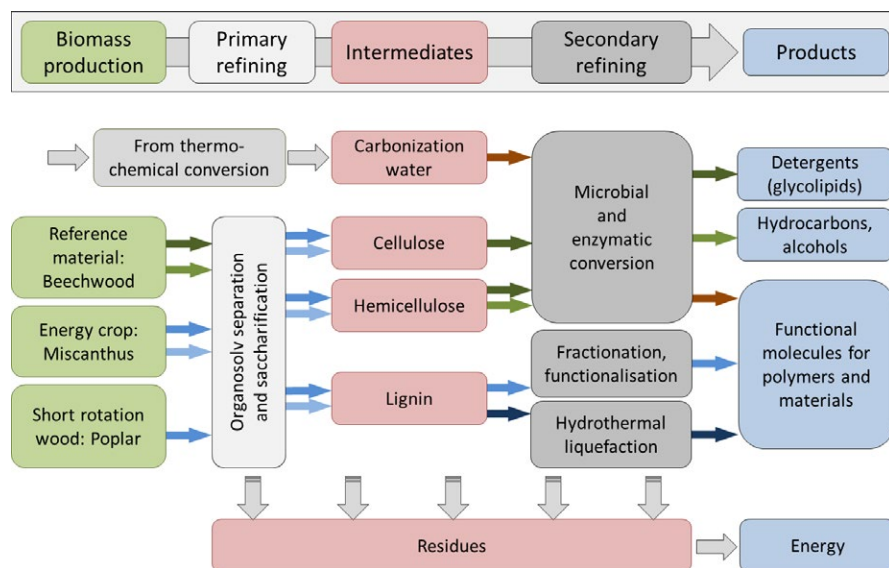 Biomass
production
Primary
refining
Intermediates
Secondary
refining
Products
From thermo-
chemical conversion
Carbonization
water
Microbial
and
enzymatic
conversion
Detergents
(glycolipids)
Hydrocarbons,
alcohols
Reference
material:
Beechwood
Organosolv separation
and saccharification
Cellulose
Hemicellulose
Energy crop:
Miscanthus
Fractionation,
functionalisation
Functional
molecules for
polymers and
materials
Short rotation
wood: Poplar
Lignin
Hydrothermal
liquefaction
Residues
Energy